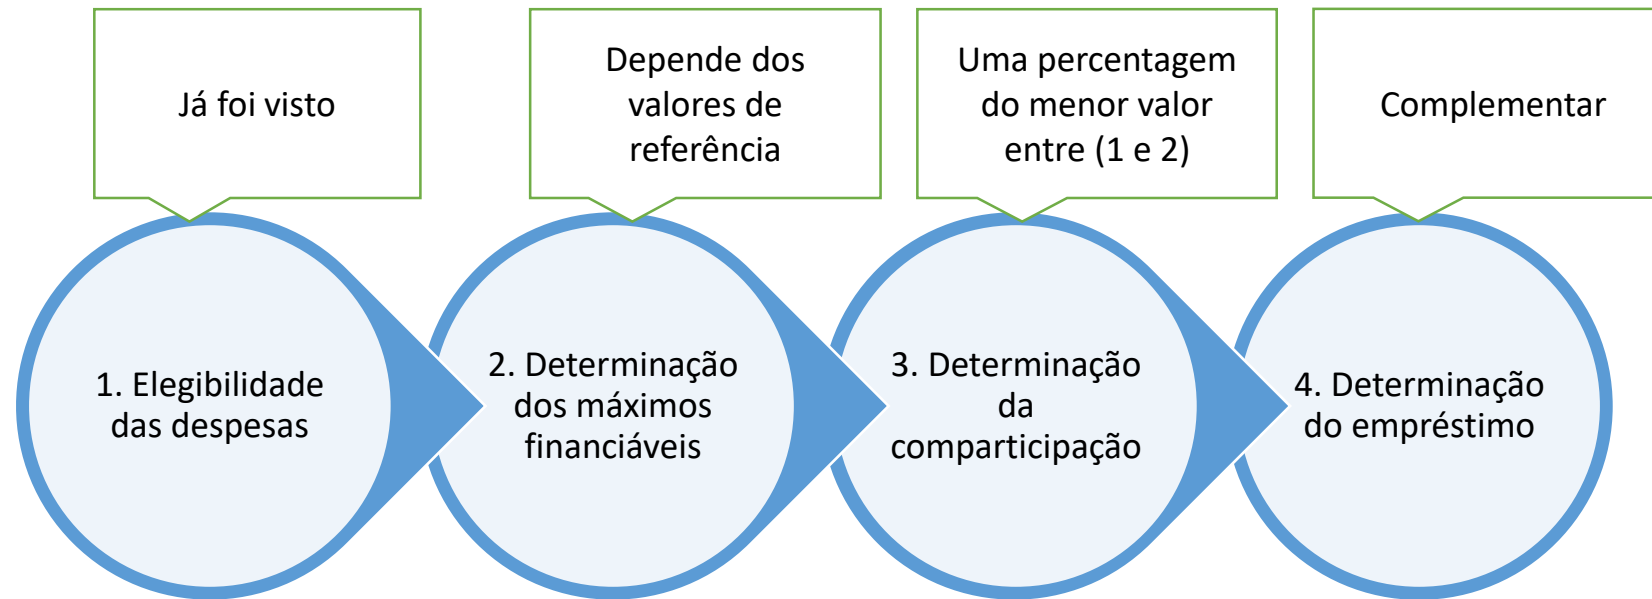 Já foi visto
Depende dos
valores de
referência
Uma percentagem
do menor valor
entre (1 e 2)
Complementar
1. Elegibilidade
das despesas
2. Determinação
dos máximos
financiáveis
3. Determinação
da
comparticipação
4. Determinação
do empréstimo